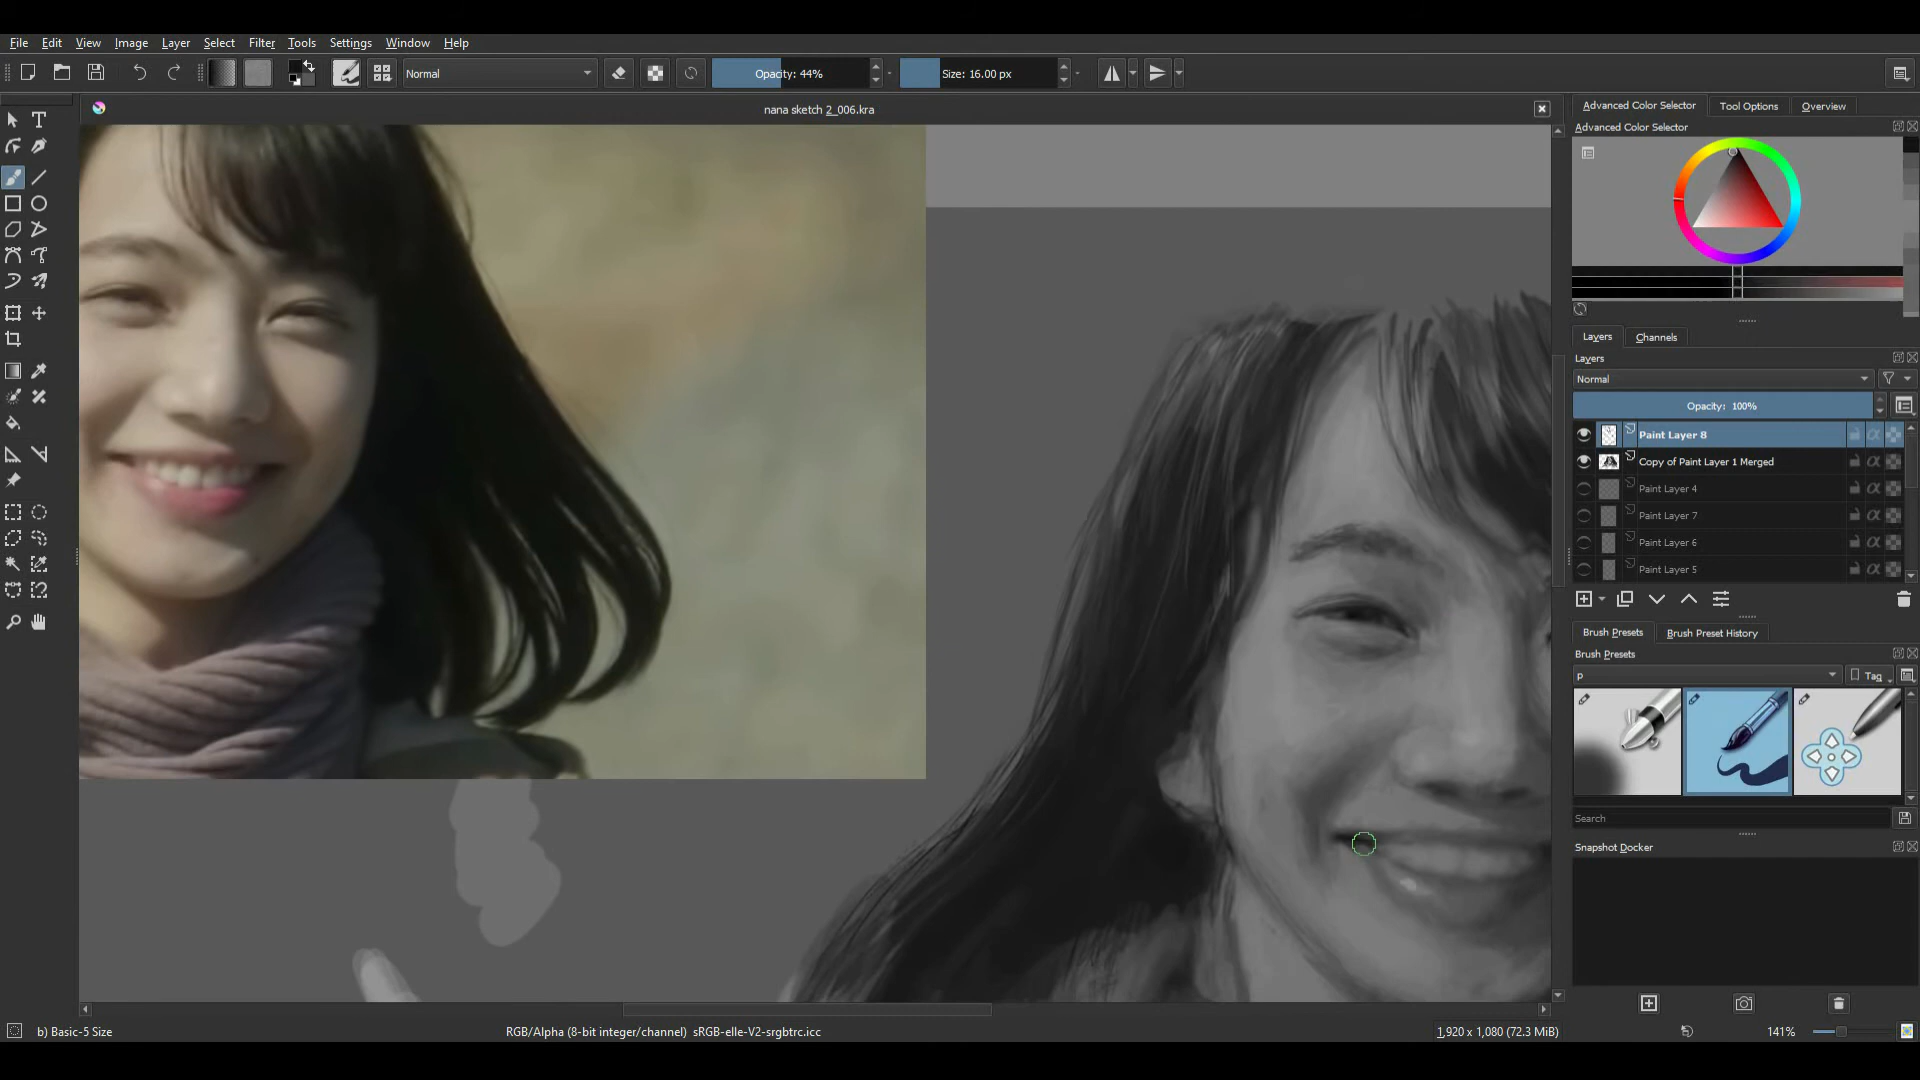 File Edit View Image Layer Select Filter Tools Settings Window Help
Normal
Opacity: 44%
Size: 16.00 px
nana sketch 2_006.kra
Advanced Color Selector Tool Options Overview
Advanced Color Selector
Layers Channels
Layers
Normal
Opacity: 100%
Paint Layer 8
Copy of Paint Layer 1 Merged
Paint Layer 4
Paint Layer 7
Paint Layer 6
Paint Layer 5
Brush Presets Brush Preset History
Brush Presets
p
Tag
Search
Snapshot Docker
b) Basic-5 Size
RGB/Alpha (8-bit integer/channel) sRGB-elle-V2-srgbtrc.icc
1,920 x 1,080 (72.3 MiB)
141%